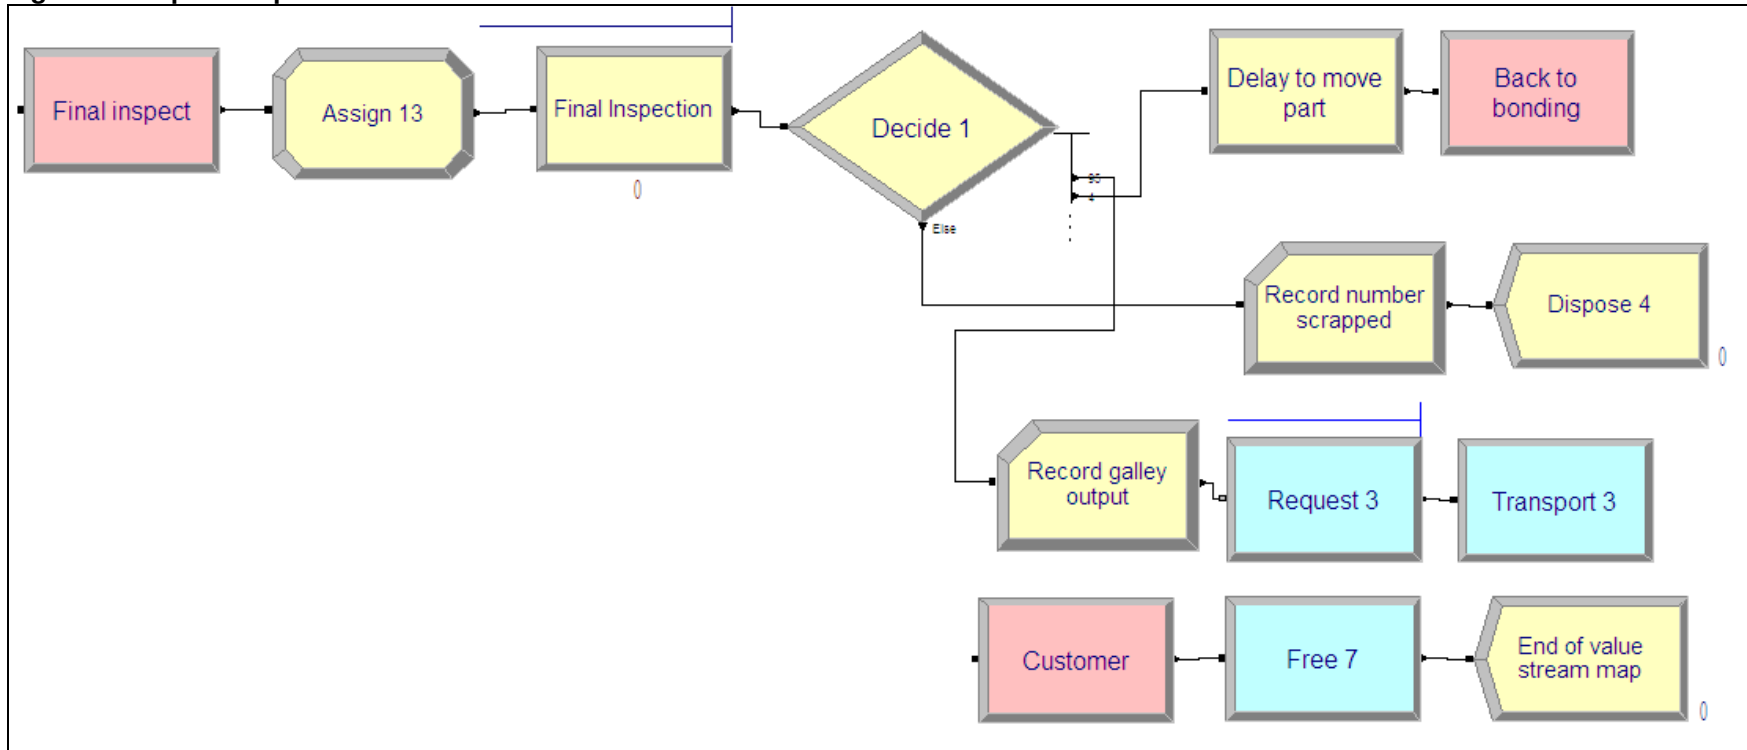 Final inspect
Assign 13
Final Inspection
0
Decide 1
95
4
Else
Delay to move
part
Back to
bonding
Record number
scrapped
Dispose 4
0
Record galley
output
Request 3
Transport 3
Customer
Free 7
End of value
stream map
0